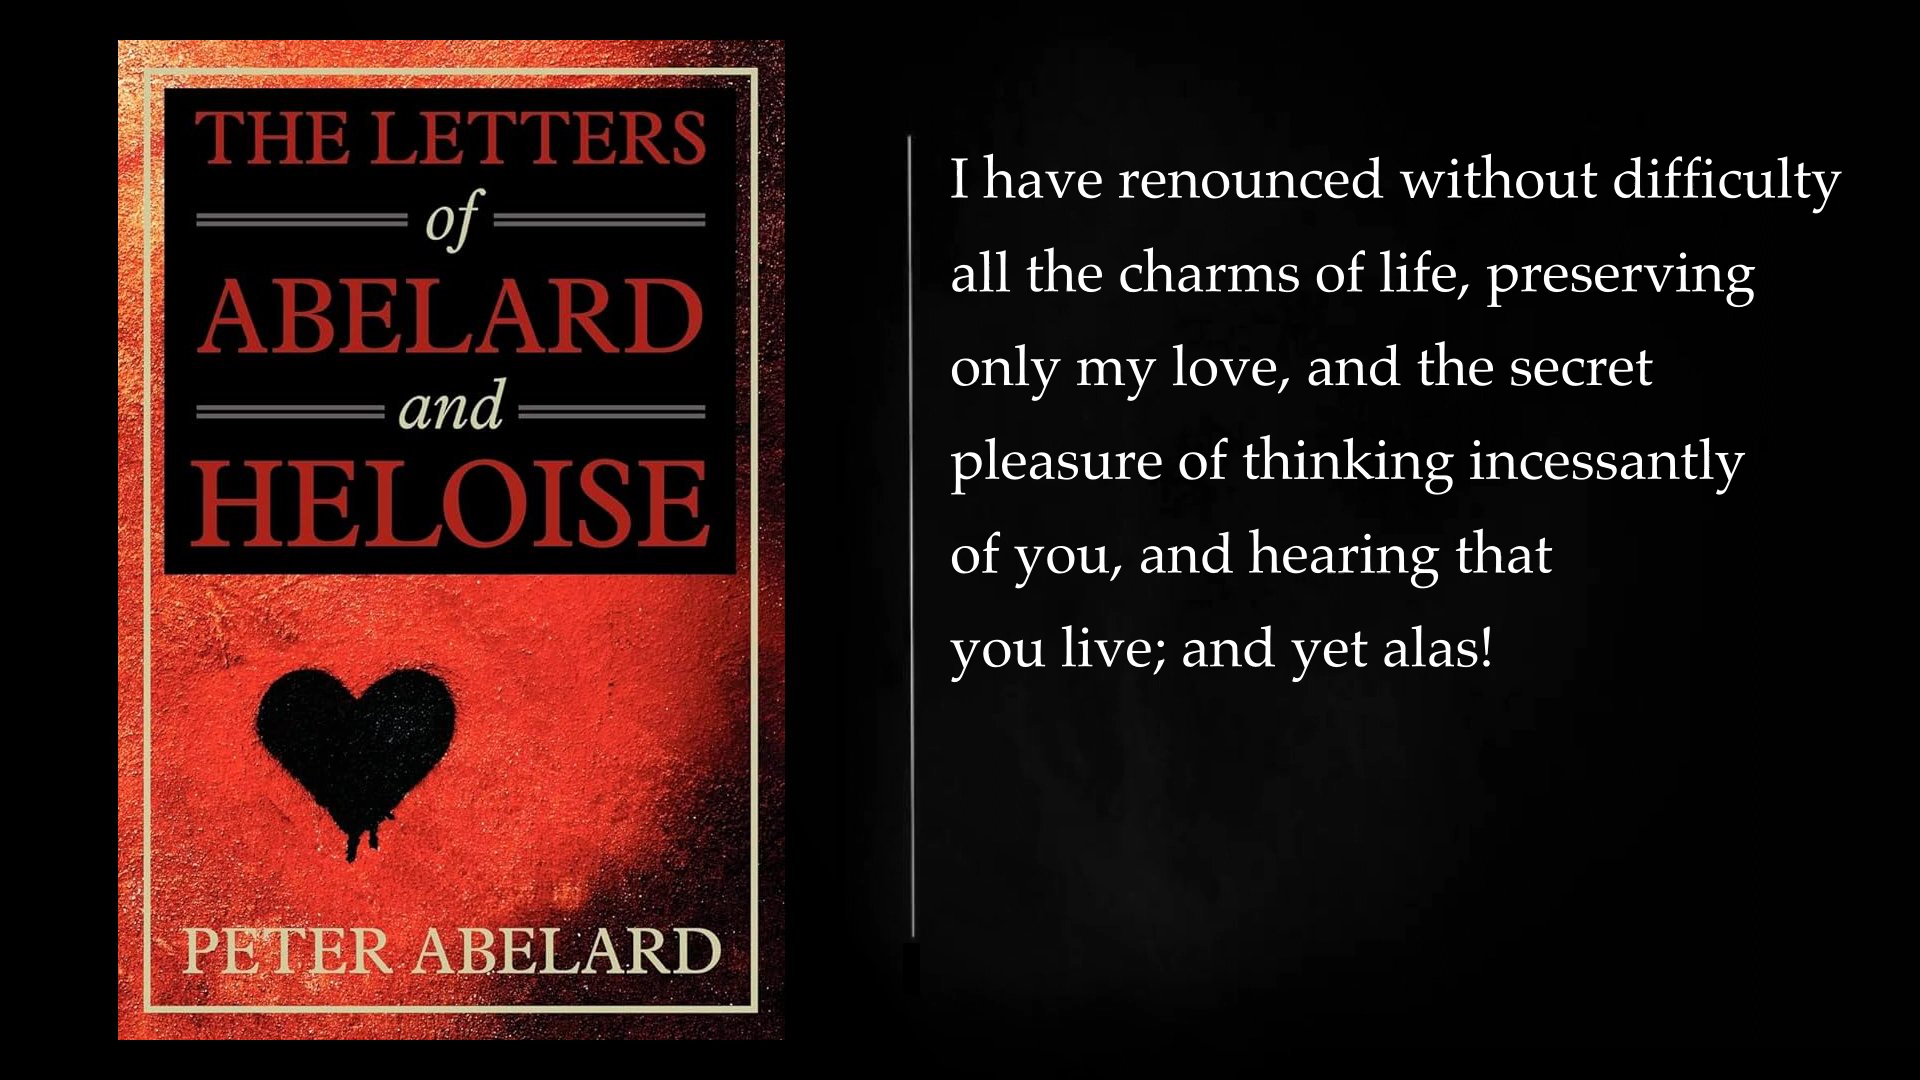 THE LETTERS
of
ABELARD
and
HELOISE
PETER ABELARD
I have renounced without difficulty
all the charms of life, preserving
only my love, and the secret
pleasure of thinking incessantly
of you, and hearing that
you live; and yet alas!